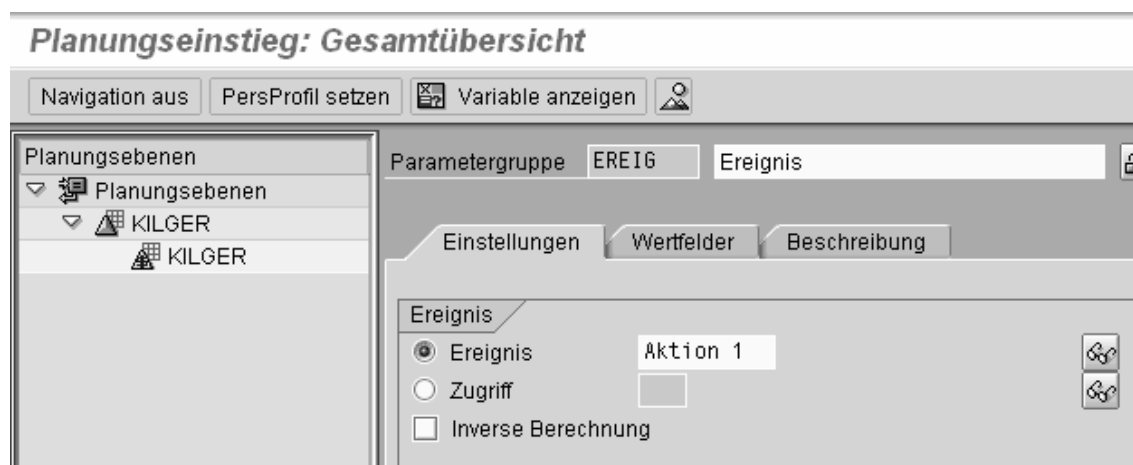 Planungseinstieg: Gesamtübersicht
Navigation aus PersProfil setzen Variable anzeigen
Planungsebenen
Planungsebenen
KILGER
KILGER
Parametergruppe EREIG Ereignis
Einstellungen Wertfelder Beschreibung
Ereignis
Ereignis Aktion 1
Zugriff
Inverse Berechnung